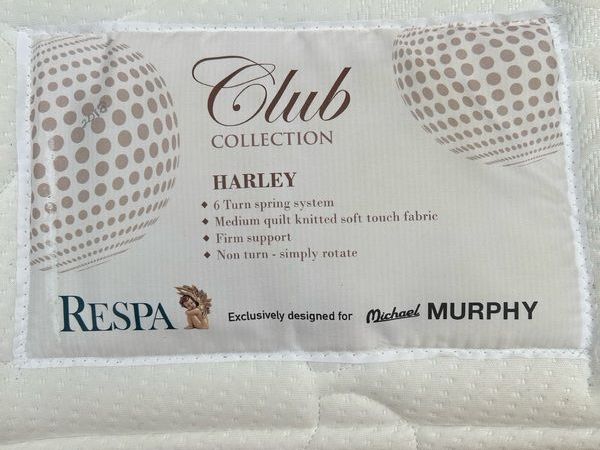 Club
COLLECTION
HARLEY
◆ 6 Turn spring system
◆ Medium quilt knitted soft touch fabric
◆ Firm support
◆ Non turn - simply rotate
RESPA
Exclusively designed for Michael MURPHY